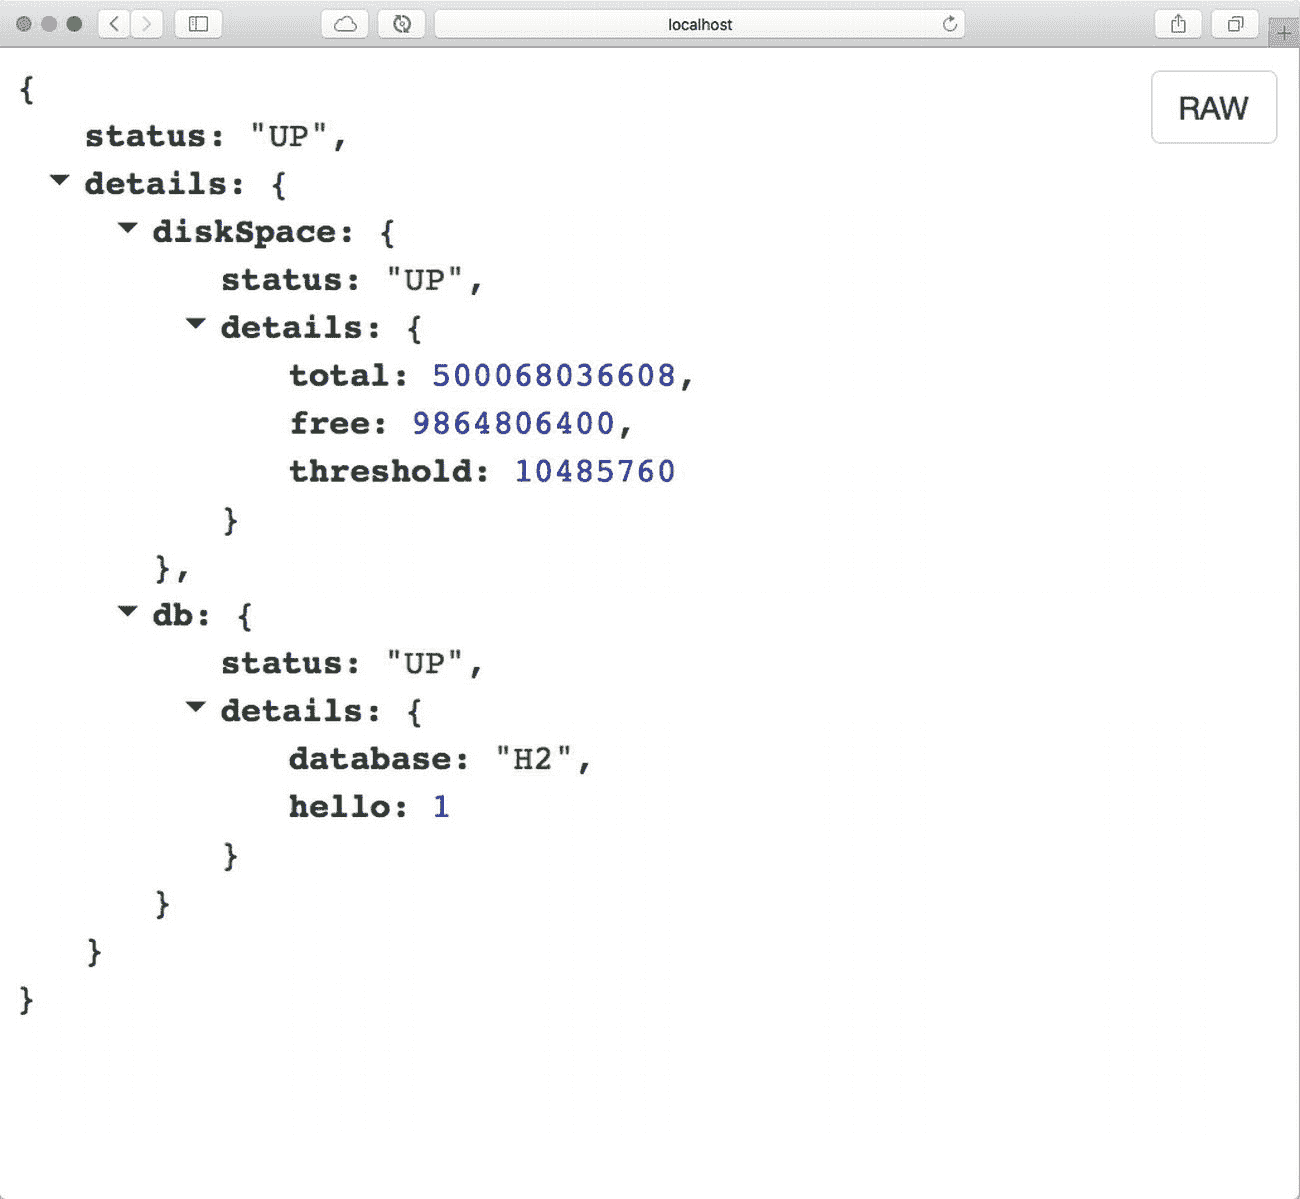 localhost
{
RAW
status: "UP",
details: {
diskSpace: {
status: "UP",
details: {
total: 500068036608,
free: 9864806400,
threshold: 10485760
}
},
db: {
status: "UP",
details: {
database: "H2",
hello: 1
}
}
}
}